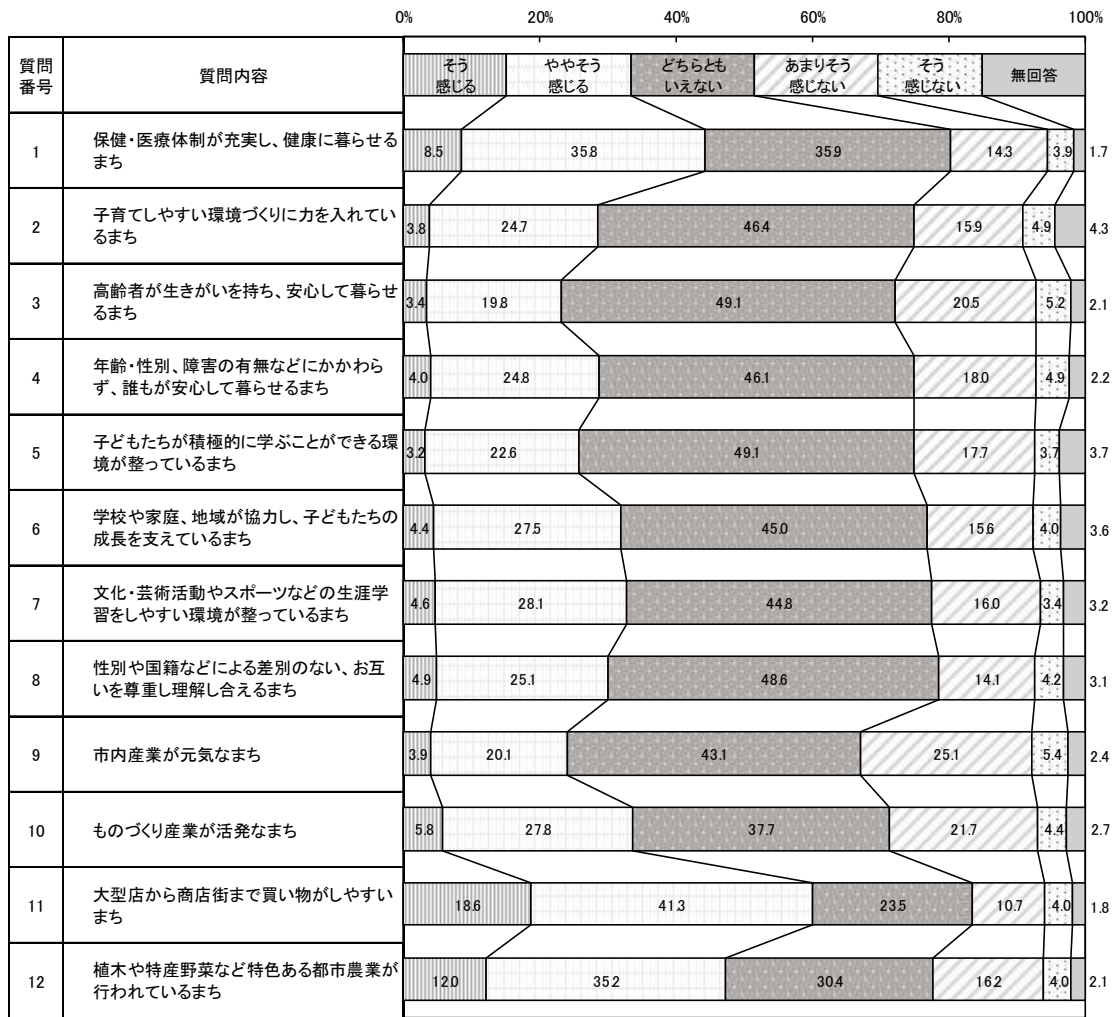 0% 20% 40% 60% 80% 100%
質問
番号
質問内容
そう
感じる
ややそう
感じる
どちらとも
いえない
あまりそう
感じない
そう
感じない
無回答
1
保健・医療体制が充実し、健康に暮らせる
まち
8.5 35.8 35.9 14.3 3.9 1.7
2
子育てしやすい環境づくりに力を入れてい
るまち
3.8 24.7 46.4 15.9 4.9 4.3
3
高齢者が生きがいを持ち、安心して暮らせ
るまち
3.4 19.8 49.1 20.5 5.2 2.1
4
年齢・性別、障害の有無などにかかわら
ず、誰もが安心して暮らせるまち
4.0 24.8 46.1 18.0 4.9 2.2
5
子どもたちが積極的に学ぶことができる環
境が整っているまち
3.2 22.6 49.1 17.7 3.7 3.7
6
学校や家庭、地域が協力し、子どもたちの
成長を支えているまち
4.4 27.5 45.0 15.6 4.0 3.6
7
文化・芸術活動やスポーツなどの生涯学
習をしやすい環境が整っているまち
4.6 28.1 44.8 16.0 3.4 3.2
8
性別や国籍などによる差別のない、お互
いを尊重し理解し合えるまち
4.9 25.1 48.6 14.1 4.2 3.1
9
市内産業が元気なまち
3.9 20.1 43.1 25.1 5.4 2.4
10
ものづくり産業が活発なまち
5.8 27.8 37.7 21.7 4.4 2.7
11
大型店から商店街まで買い物がしやすい
まち
18.6 41.3 23.5 10.7 4.0 1.8
12
植木や特産野菜など特色ある都市農業が
行われているまち
12.0 35.2 30.4 16.2 4.0 2.1